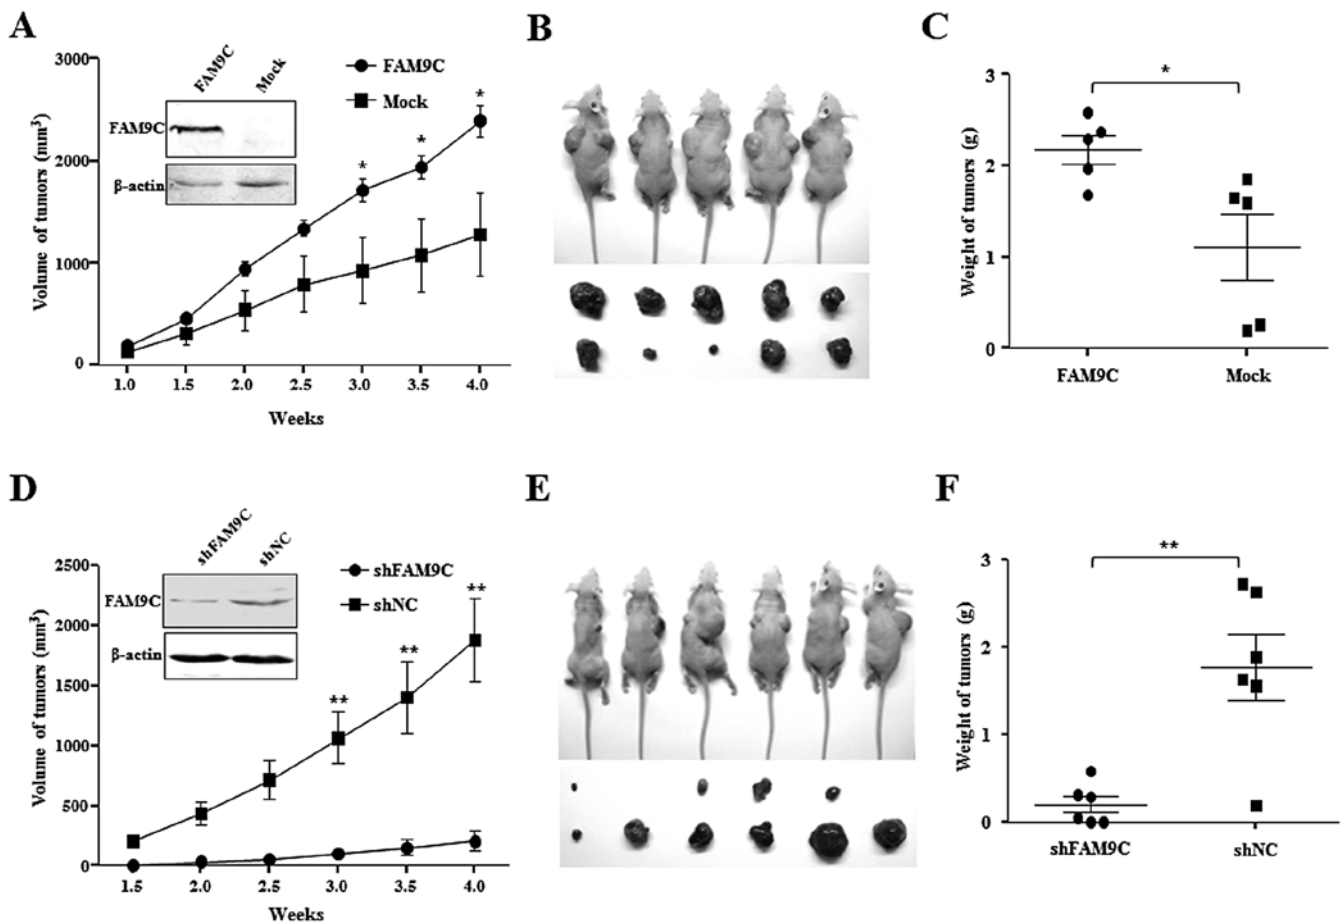 A
B
C
FAM9C
Mock
FAM9C
β-actin
FAM9C
Mock
*
*
*
3000
2000
1000
0
Volume of tumors (mm³)
1.0 1.5 2.0 2.5 3.0 3.5 4.0
Weeks
*
3
2
1
0
Weight of tumors (g)
FAM9C Mock
D
E
F
shFAM9C
shNC
FAM9C
β-actin
shFAM9C
shNC
**
**
**
2500
2000
1500
1000
500
0
Volume of tumors (mm³)
1.5 2.0 2.5 3.0 3.5 4.0
Weeks
**
3
2
1
0
Weight of tumors (g)
shFAM9C shNC